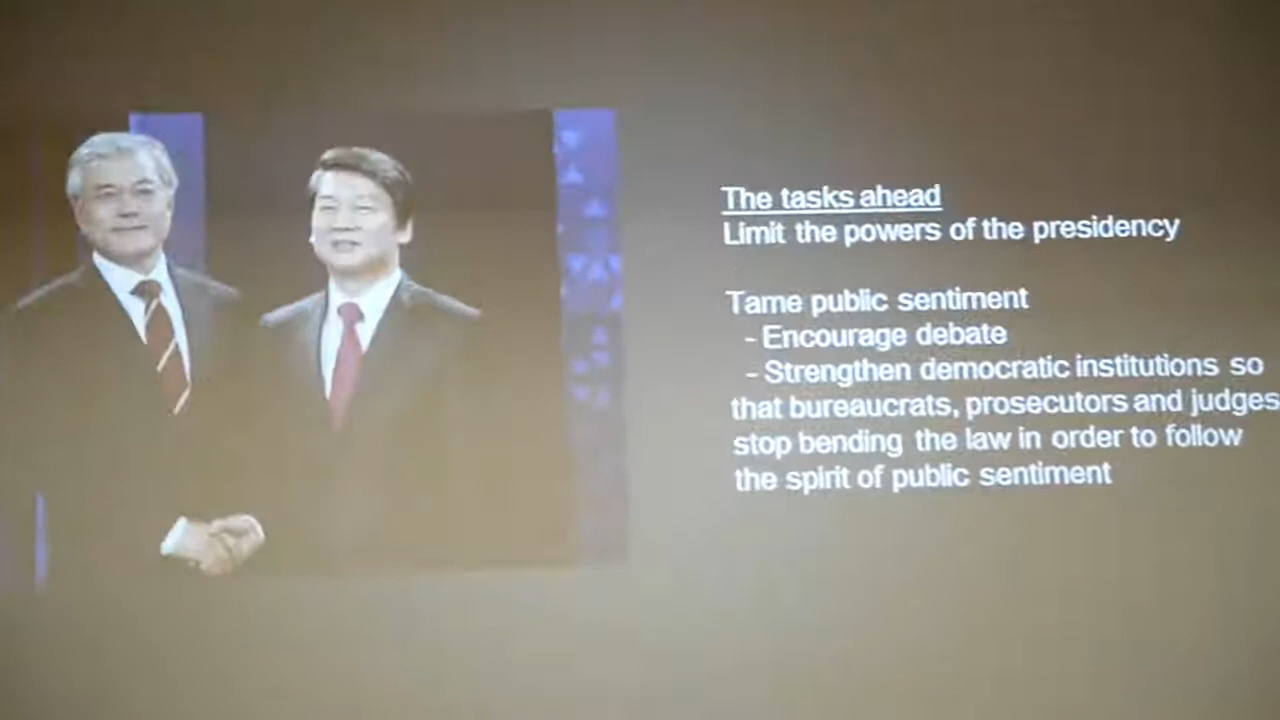 The tasks ahead
Limit the powers of the presidency
Tame public sentiment
- Encourage debate
- Strengthen democratic institutions so
that bureaucrats, prosecutors and judges
stop bending the law in order to follow
the spirit of public sentiment